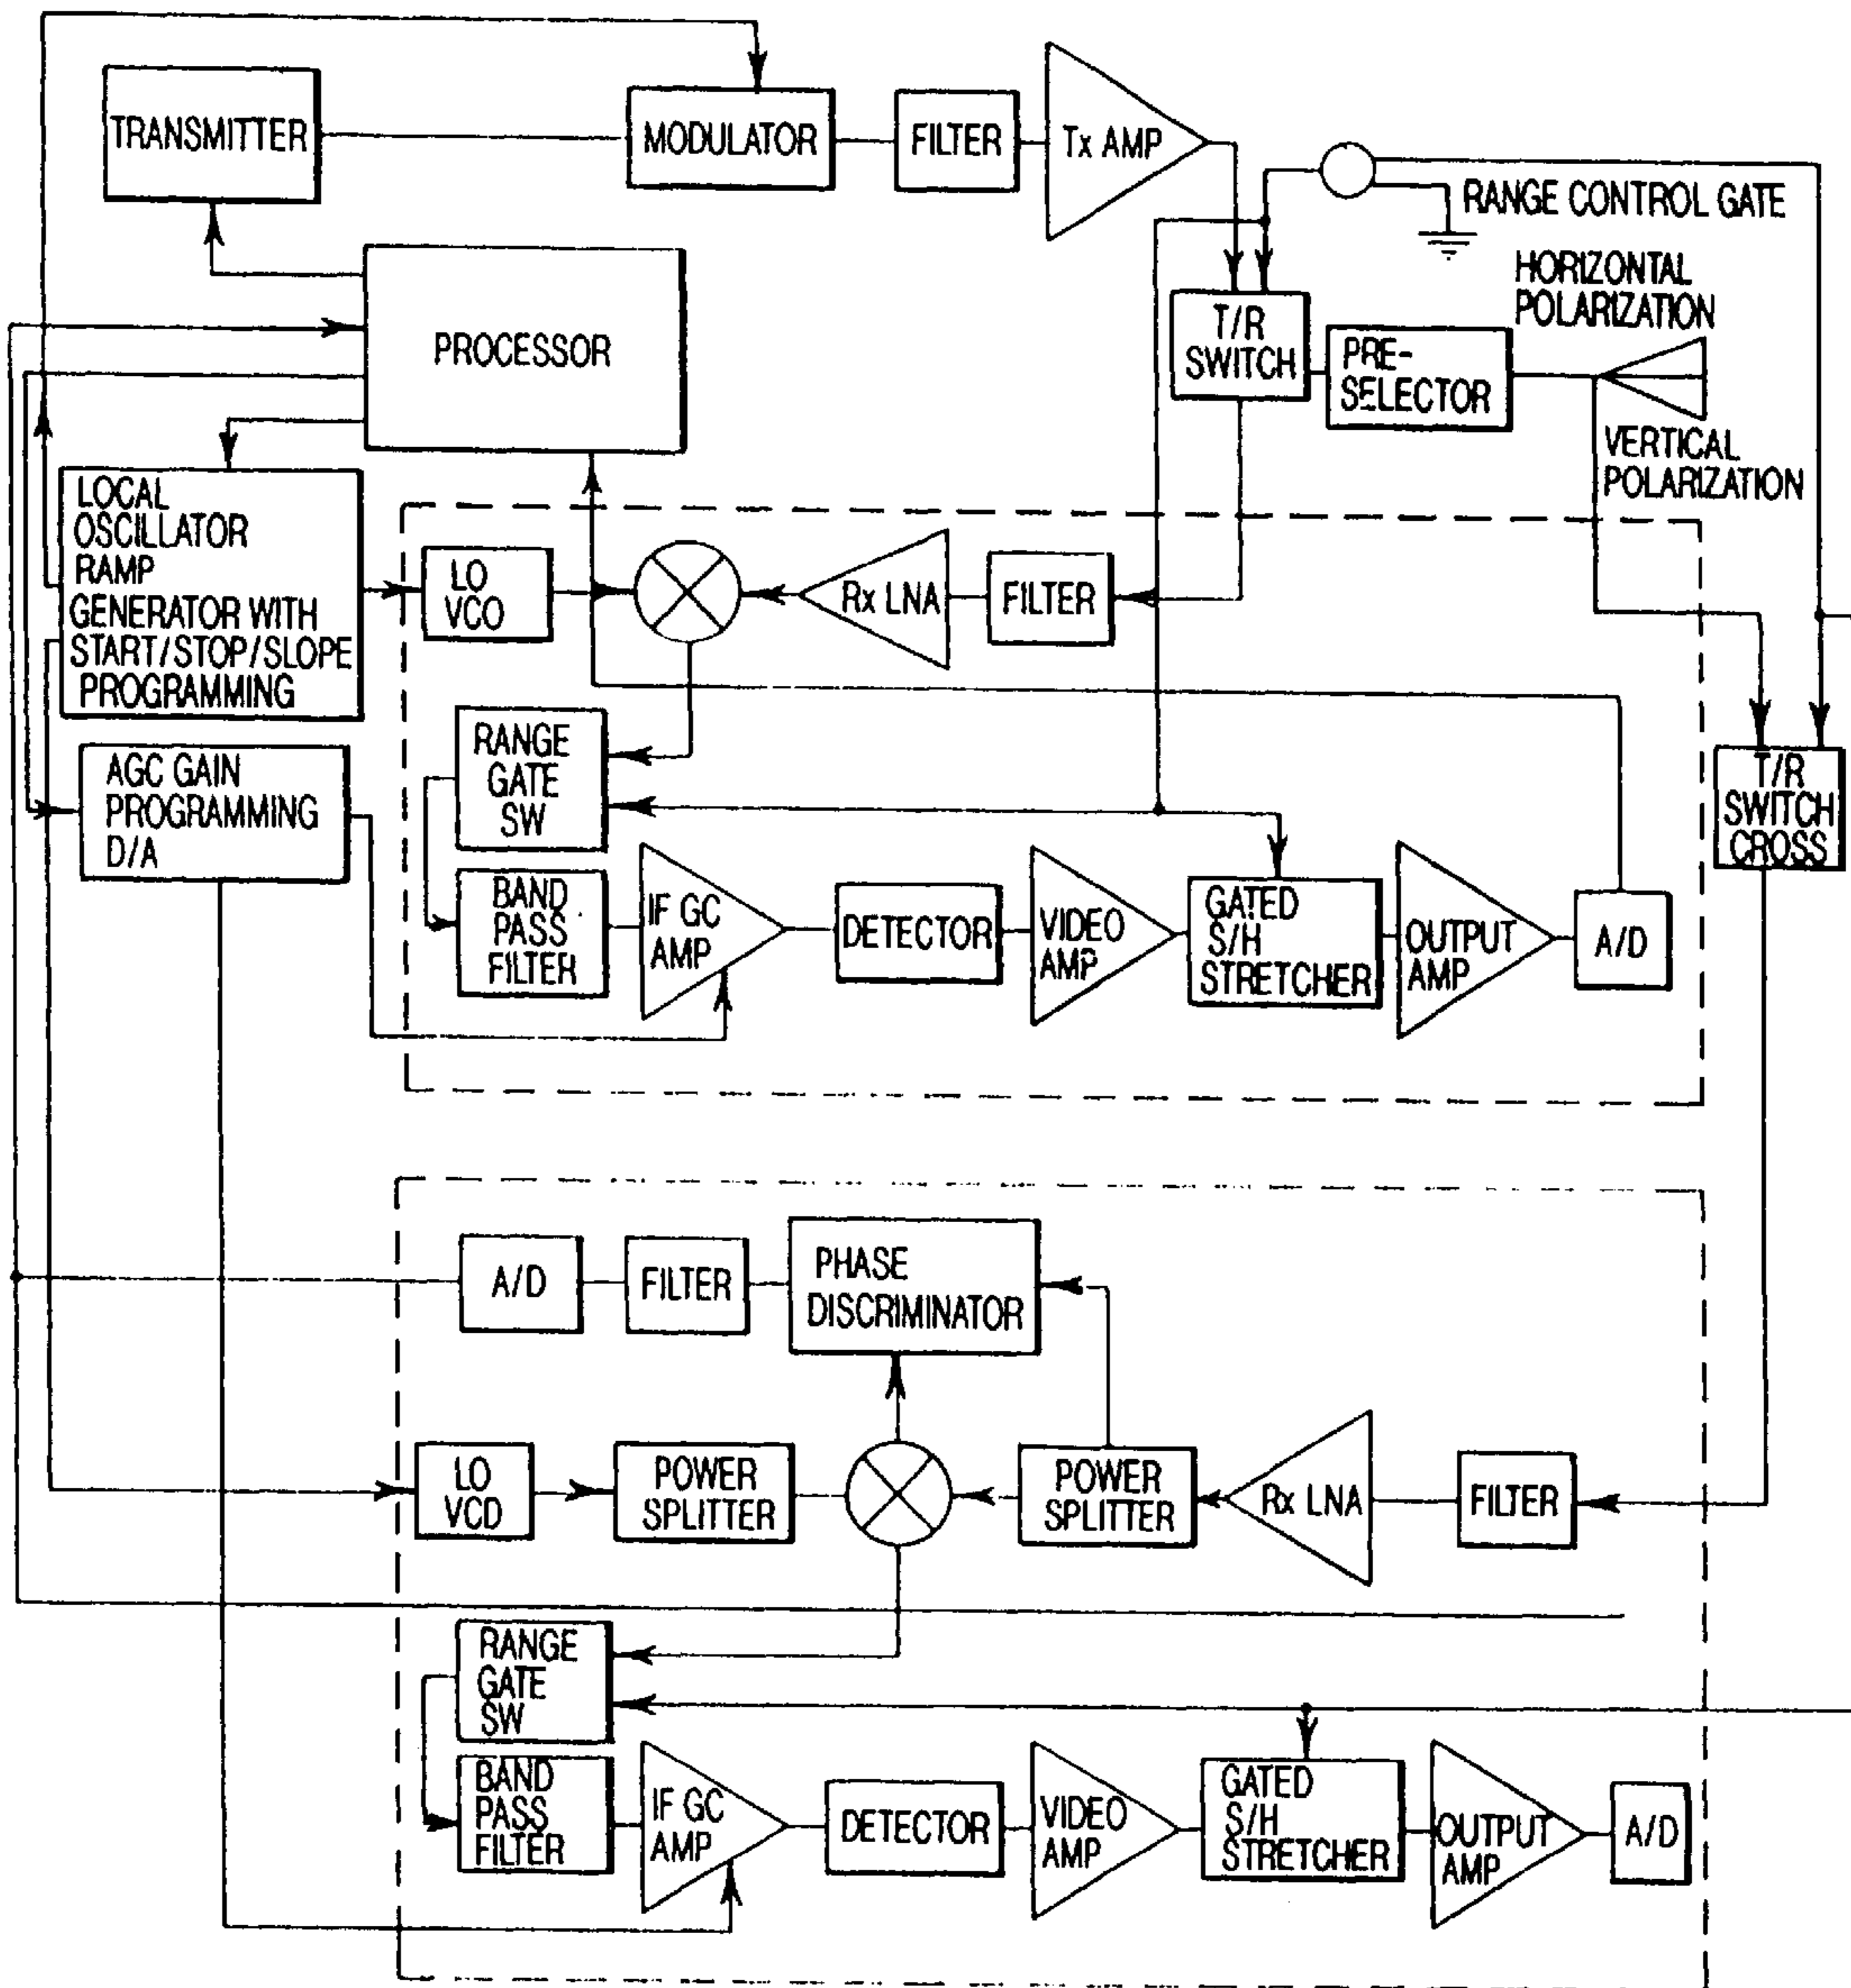 TRANSMITTER
MODULATOR
FILTER
Tx AMP
RANGE CONTROL GATE
PROCESSOR
T/R
SWITCH
PRE-
SELECTOR
HORIZONTAL
POLARIZATION
VERTICAL
POLARIZATION
LOCAL
OSCILLATOR
RAMP
GENERATOR WITH
START/STOP/SLOPE
PROGRAMMING
LO
VCO
Rx LNA
FILTER
AGC GAIN
PROGRAMMING
D/A
RANGE
GATE
SW
T/R
SWITCH
CROSS
BAND
PASS
FILTER
IF GC
AMP
DETECTOR
VIDEO
AMP
GATED
S/H
STRETCHER
OUTPUT
AMP
A/D
A/D
FILTER
PHASE
DISCRIMINATOR
LO
VCD
POWER
SPLITTER
POWER
SPLITTER
Rx LNA
FILTER
RANGE
GATE
SW
BAND
PASS
FILTER
IF GC
AMP
DETECTOR
VIDEO
AMP
GATED
S/H
STRETCHER
OUTPUT
AMP
A/D